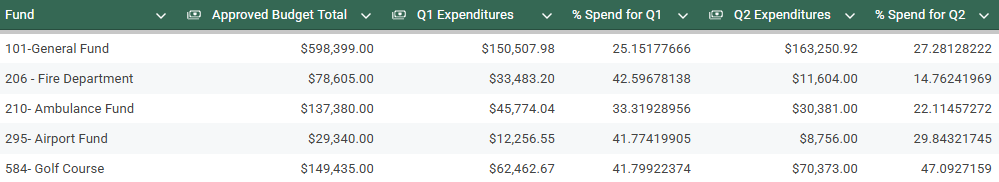 Fund Approved Budget Total Q1 Expenditures % Spend for Q1 Q2 Expenditures % Spend for Q2
101-General Fund $598,399.00 $150,507.98 25.15177666 $163,250.92 27.28128222
206 - Fire Department $78,605.00 $33,483.20 42.59678138 $11,604.00 14.76241969
210- Ambulance Fund $137,380.00 $45,774.04 33.31928956 $30,381.00 22.11457272
295- Airport Fund $29,340.00 $12,256.55 41.77419905 $8,756.00 29.84321745
584- Golf Course $149,435.00 $62,462.67 41.79922374 $70,373.00 47.0927159